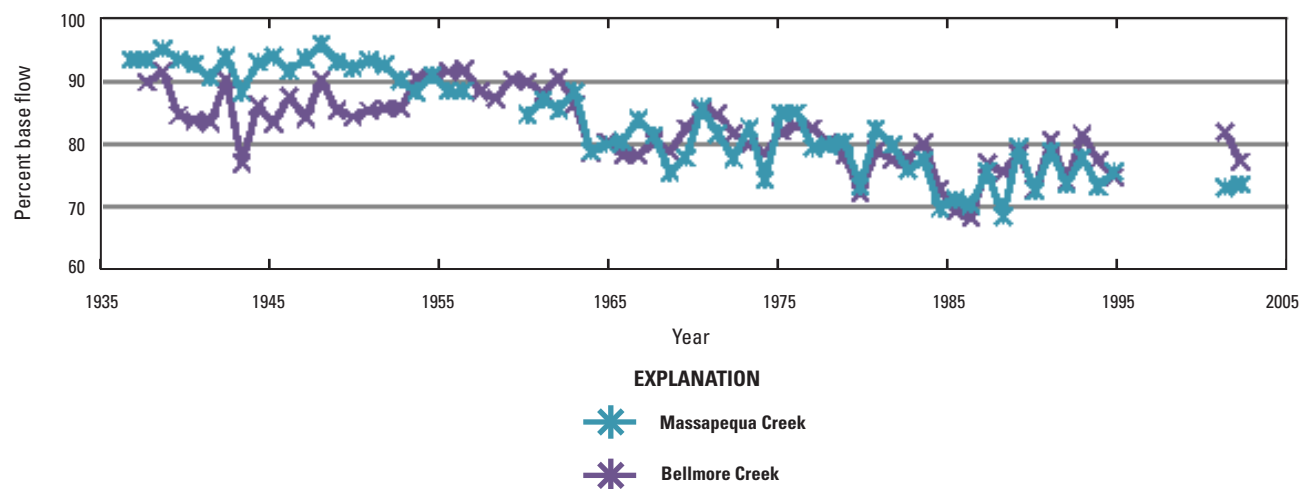 Percent base flow
100
90
80
70
60
1935 1945 1955 1965 1975 1985 1995 2005
Year
EXPLANATION
Massapequa Creek
Bellmore Creek